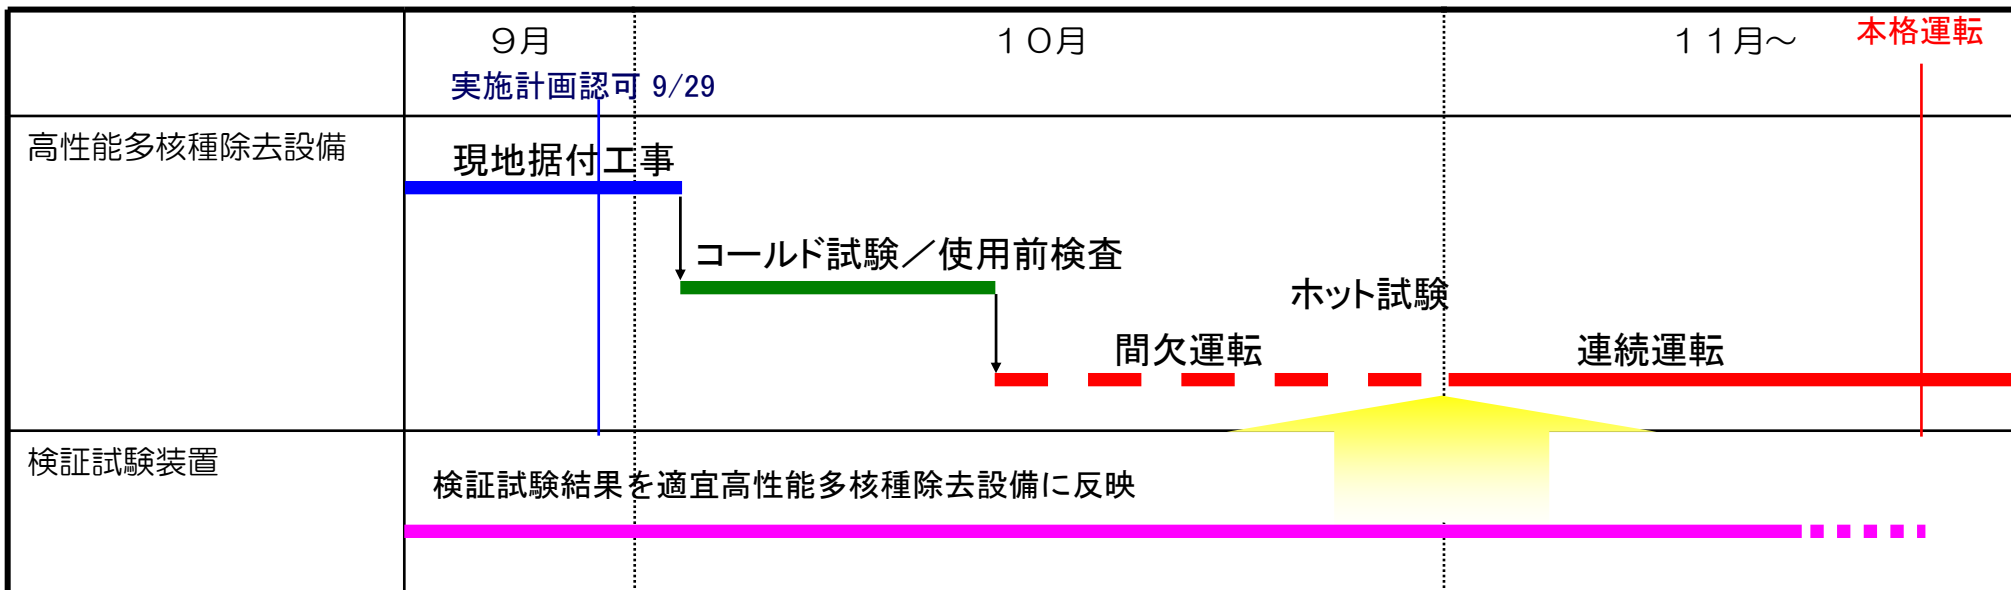 ９月
１０月
１１月～
本格運転
実施計画認可 9/29
高性能多核種除去設備
現地据付工事
コールド試験／使用前検査
ホット試験
間欠運転
連続運転
検証試験装置
検証試験結果を適宜高性能多核種除去設備に反映